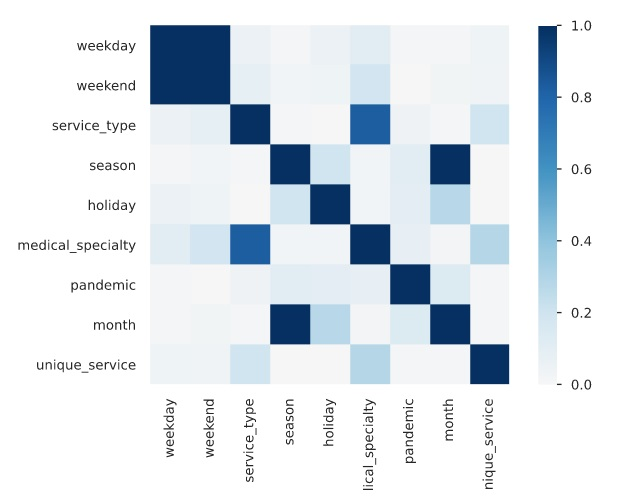 weekday
weekend
service_type
season
holiday
medical_specialty
pandemic
month
unique_service
weekday
weekend
service_type
season
holiday
lical_specialty
pandemic
month
nique_service
1.0
0.8
0.6
0.4
0.2
0.0